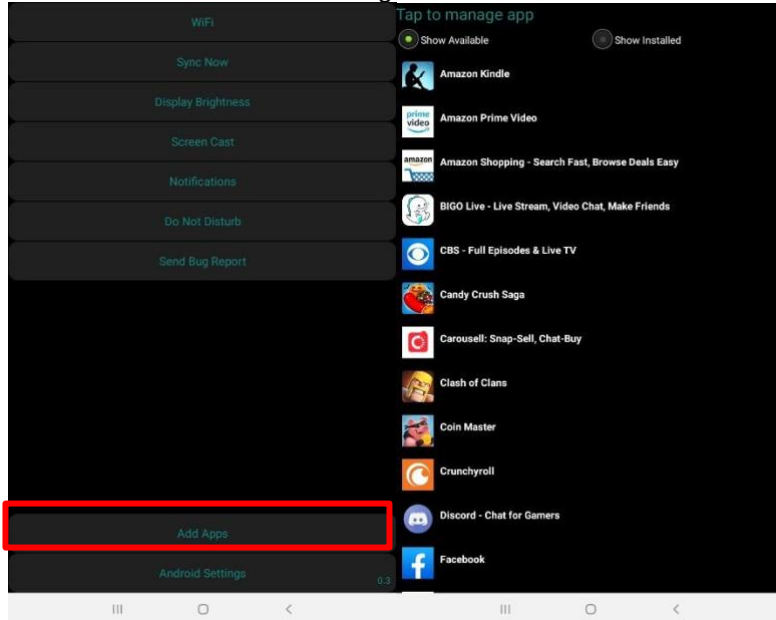 WiFi
Sync Now
Display Brightness
Screen Cast
Notifications
Do Not Disturb
Send Bug Report
Add Apps
Android Settings
0.3
Tap to manage app
Show Available
Show Installed
Amazon Kindle
prime
video
Amazon Prime Video
amazon
Amazon Shopping - Search Fast, Browse Deals Easy
BIGO Live - Live Stream, Video Chat, Make Friends
CBS - Full Episodes & Live TV
Candy Crush Saga
Carousell: Snap-Sell, Chat-Buy
Clash of Clans
Coin Master
Crunchyroll
Discord - Chat for Gamers
Facebook